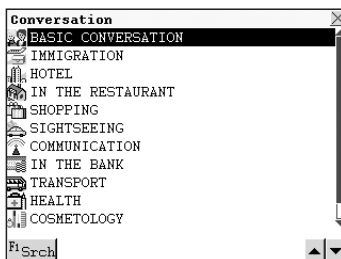 Conversation
BASIC CONVERSATION
IMMIGRATION
HOTEL
IN THE RESTAURANT
SHOPPING
SIGHTSEEING
COMMUNICATION
IN THE BANK
TRANSPORT
HEALTH
COSMETOLOGY
F1 Srch